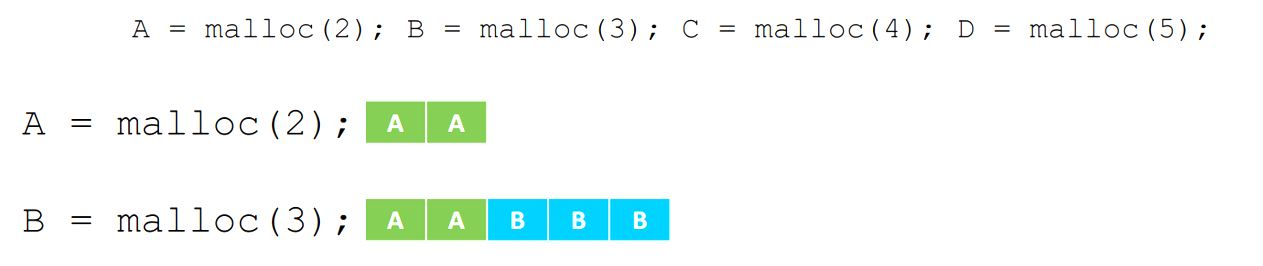 A = malloc(2); B = malloc(3); C = malloc(4); D = malloc(5);
A = malloc(2); A A
B = malloc(3); A A B B B